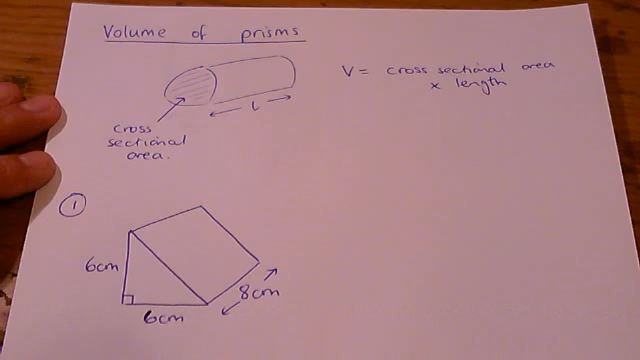 Volume of prisms
V = cross sectional area
x length
L
cross
sectional
area.
1
6cm
8cm
6cm